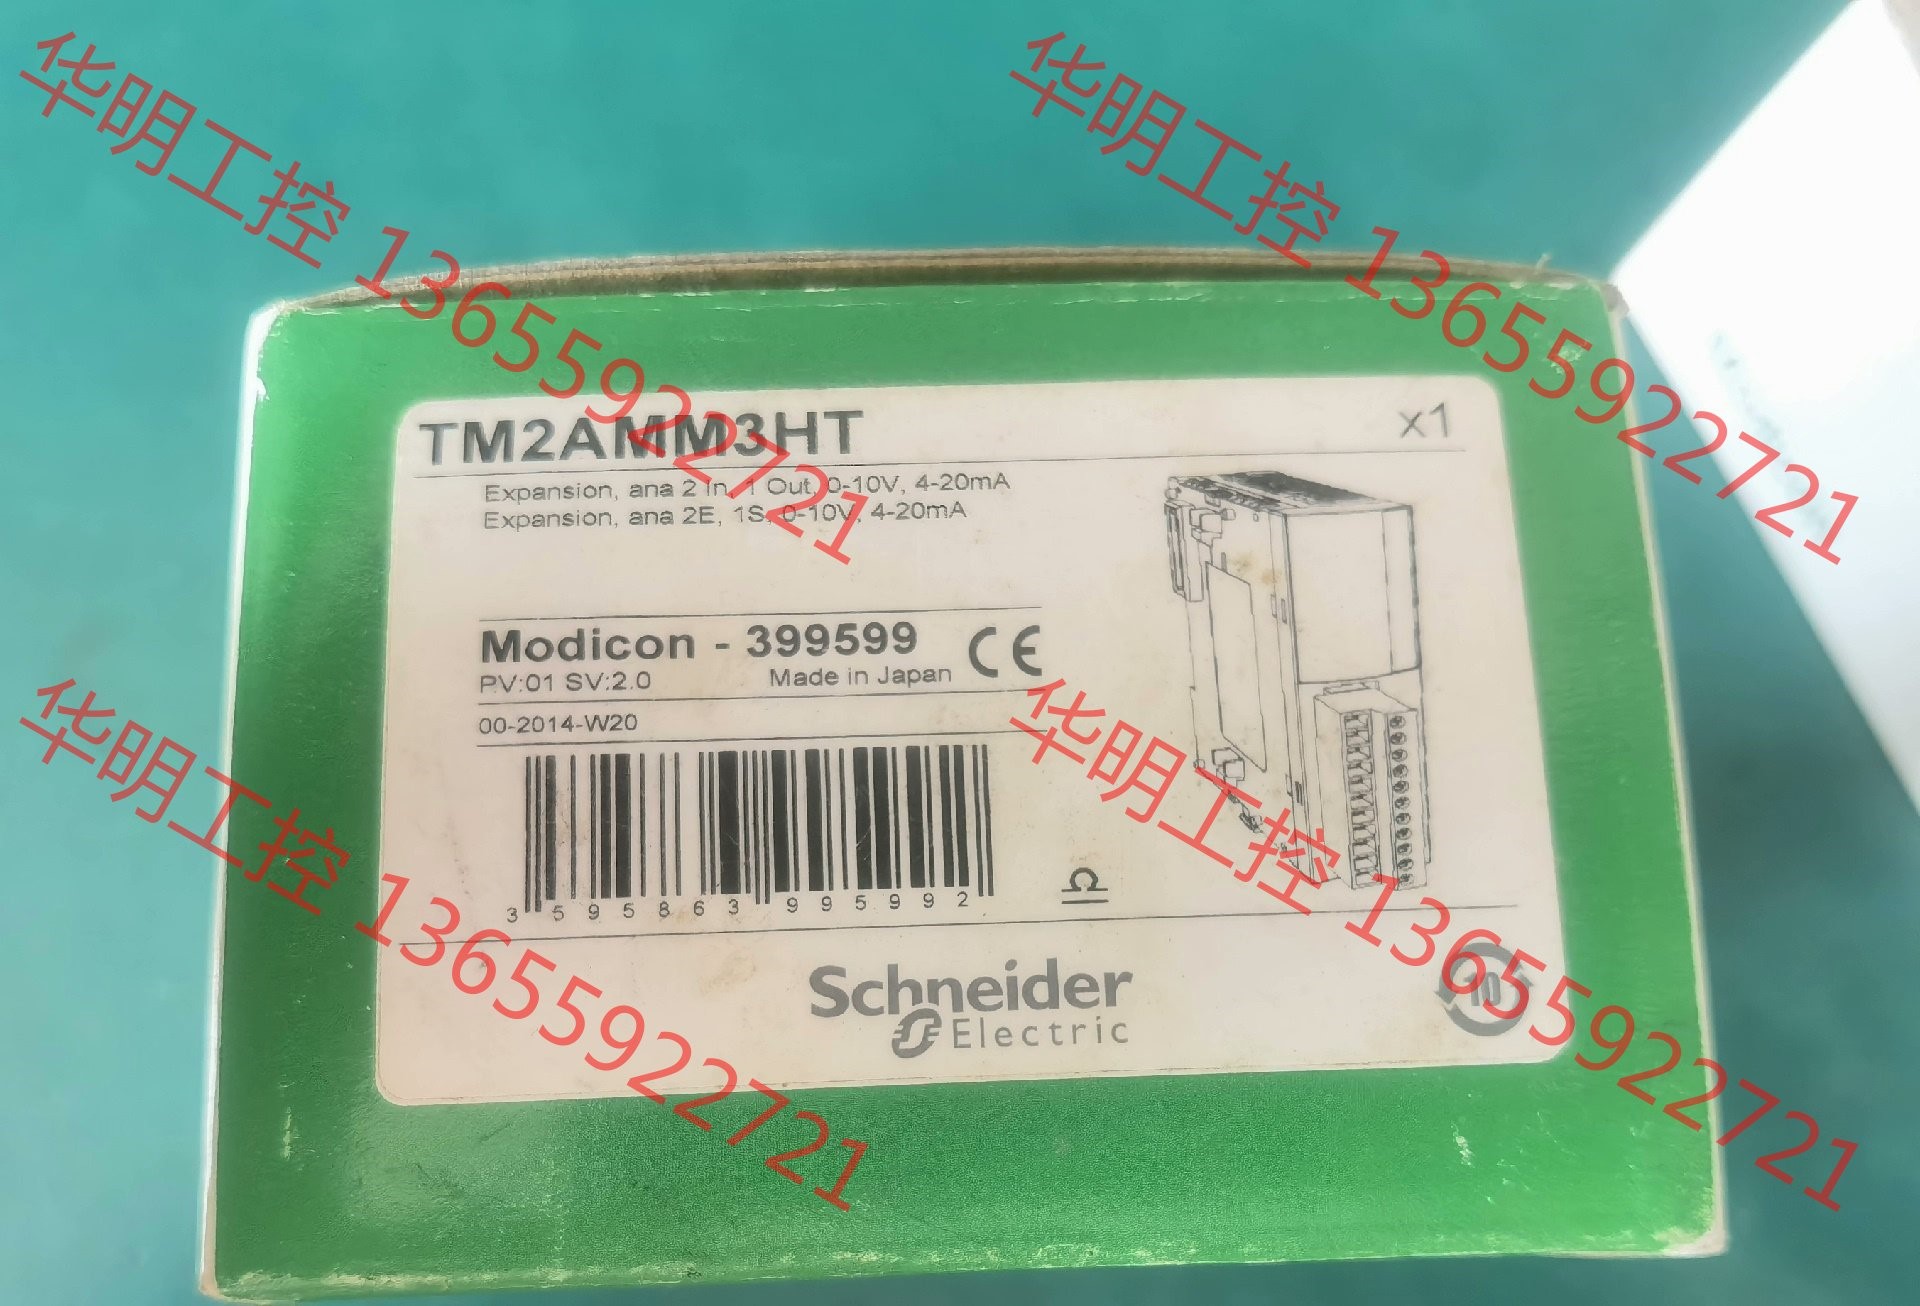 华明工控 13655922721
华明工控 13655922721
TM2AMM3HT
x1
Expansion, ana 2 In, 1 Out, 0-10V, 4-20mA
Expansion, ana 2E, 1S, 0-10V, 4-20mA
Modicon - 399599 CE
PV:01 SV:2.0 Made in Japan
00-2014-W20
3 595863 995992
华明工控 13655922721
华明工控 13655922721
Schneider
Electric
10